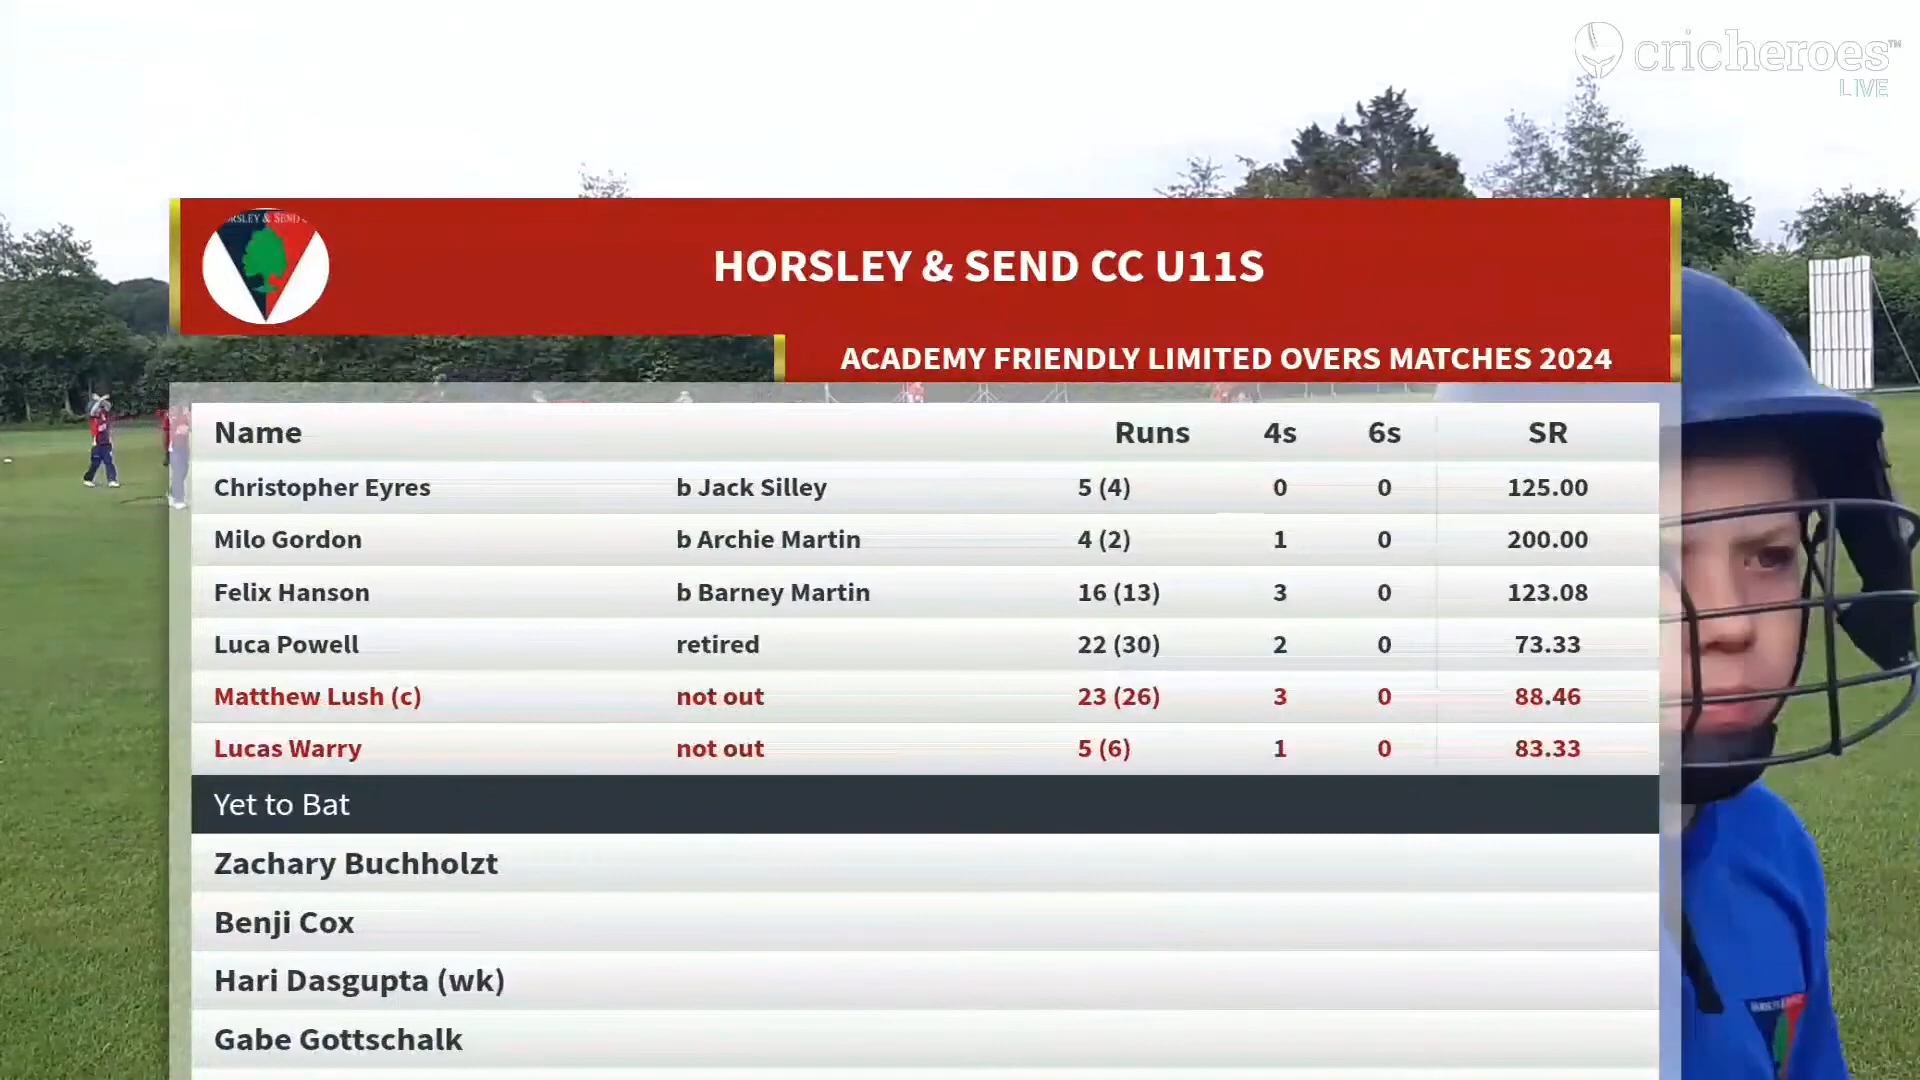 cricheroes™
LIVE
HORSLEY & SEND
HORSLEY & SEND CC U11S
ACADEMY FRIENDLY LIMITED OVERS MATCHES 2024
Name Runs 4s 6s SR
Christopher Eyres b Jack Silley 5 (4) 0 0 125.00
Milo Gordon b Archie Martin 4 (2) 1 0 200.00
Felix Hanson b Barney Martin 16 (13) 3 0 123.08
Luca Powell retired 22 (30) 2 0 73.33
Matthew Lush (c) not out 23 (26) 3 0 88.46
Lucas Warry not out 5 (6) 1 0 83.33
Yet to Bat
Zachary Buchholzt
Benji Cox
Hari Dasgupta (wk)
Gabe Gottschalk